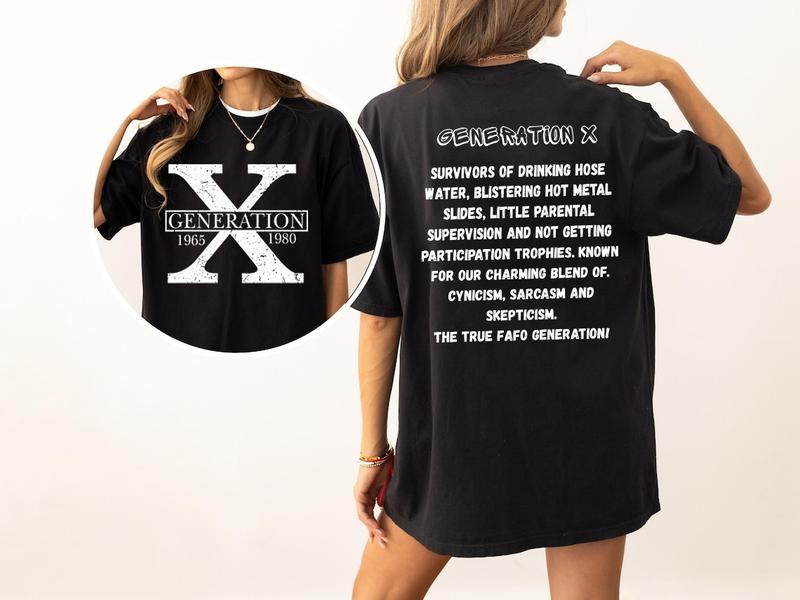 X
GENERATION
1965 1980
GENERATION X
SURVIVORS OF DRINKING HOSE
WATER, BLISTERING HOT METAL
SLIDES, LITTLE PARENTAL
SUPERVISION AND NOT GETTING
PARTICIPATION TROPHIES. KNOWN
FOR OUR CHARMING BLEND OF.
CYNICISM, SARCASM AND
SKEPTICISM.
THE TRUE FAFO GENERATION!